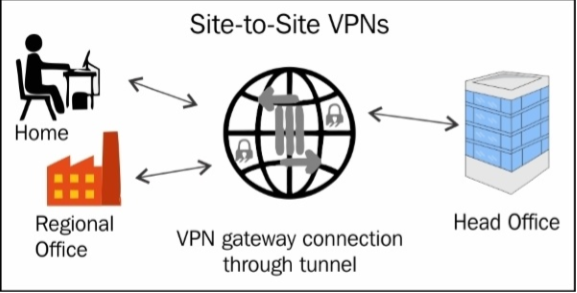 Site-to-Site VPNs
Home
Regional
Office
VPN gateway connection
through tunnel
Head Office